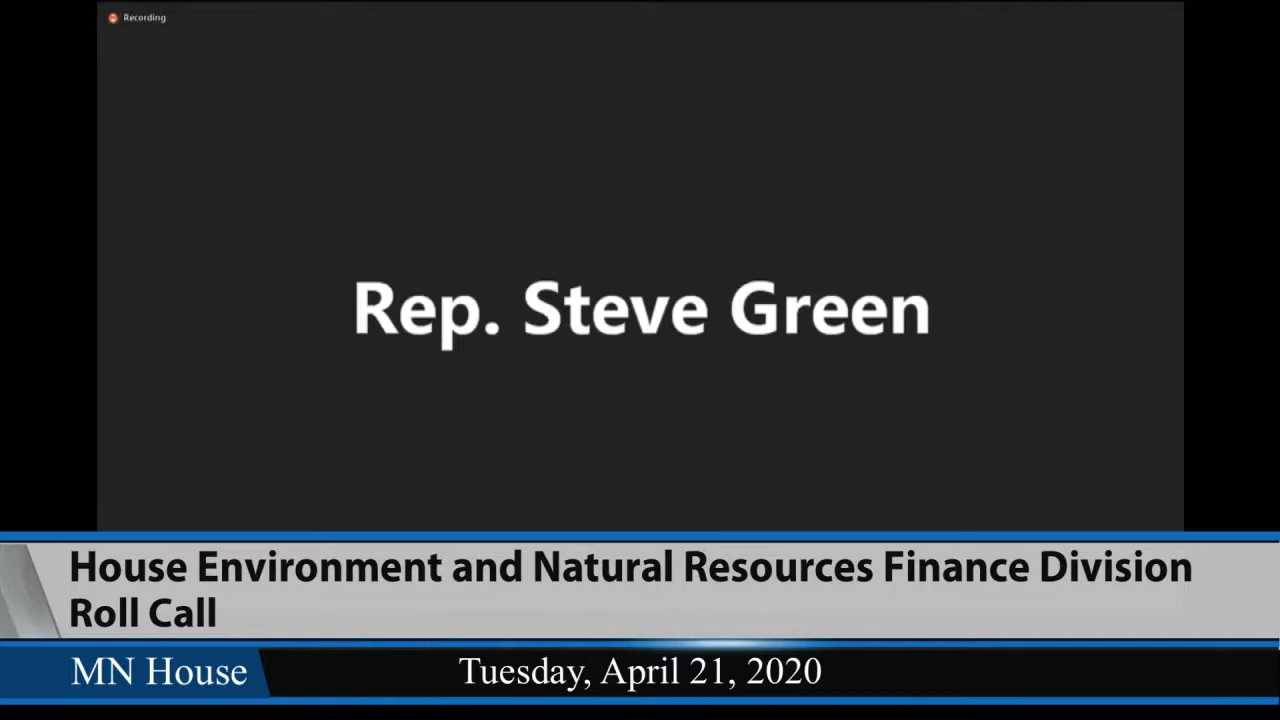 Recording
Rep. Steve Green
House Environment and Natural Resources Finance Division
Roll Call
MN House
Tuesday, April 21, 2020